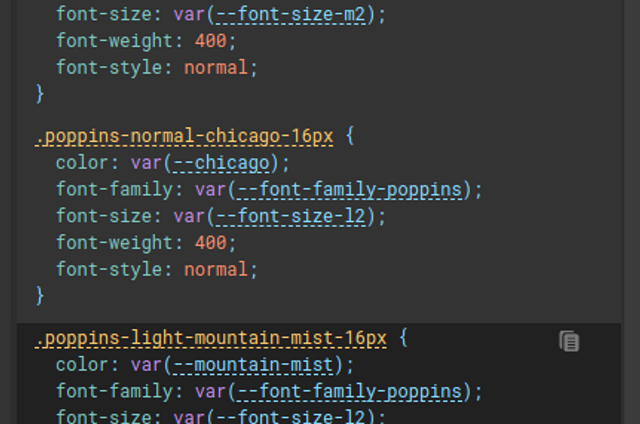 font-size: var(--font-size-m2);
font-weight: 400;
font-style: normal;
}
.poppins-normal-chicago-16px {
color: var(--chicago);
font-family: var(--font-family-poppins);
font-size: var(--font-size-l2);
font-weight: 400;
font-style: normal;
}
.poppins-light-mountain-mist-16px {
color: var(--mountain-mist);
font-family: var(--font-family-poppins);
font-size: var(--font-size-l2);